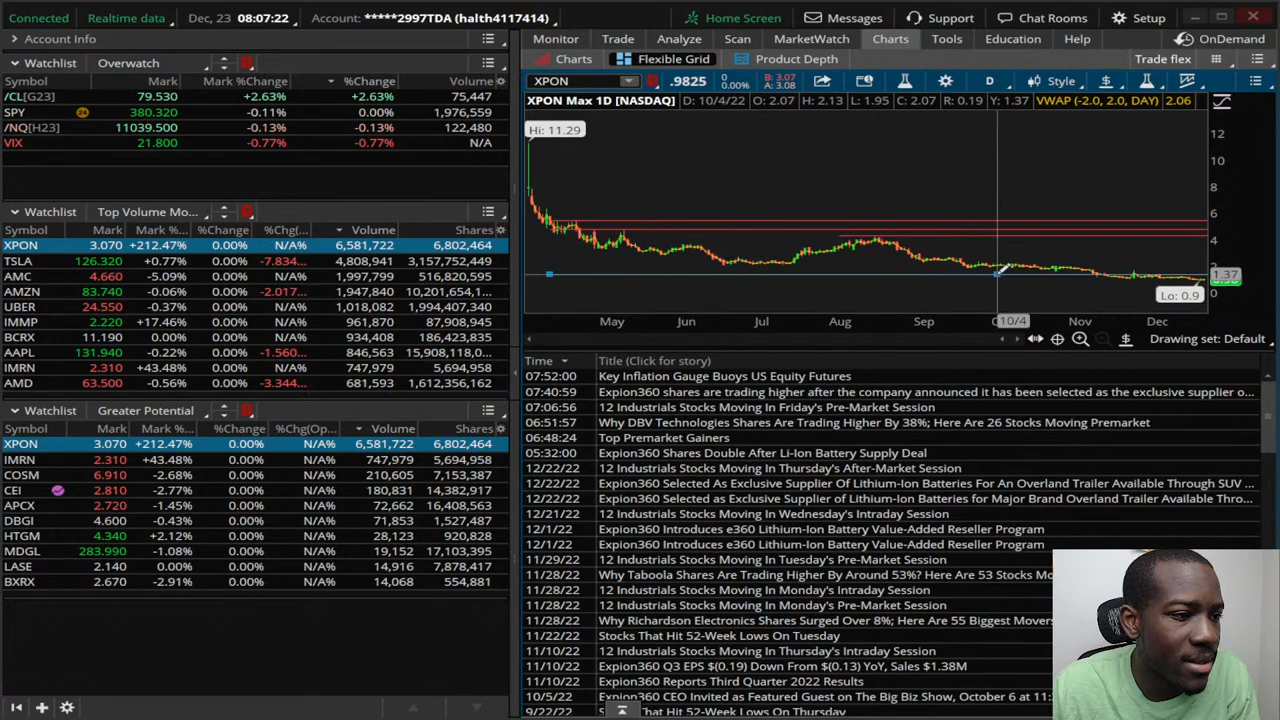 Connected Realtime data Dec, 23 08:07:22 Account: *****2997TDA (halth4117414) Home Screen Messages Support Chat Rooms Setup
Account Info
Monitor Trade Analyze Scan MarketWatch Charts Tools Education Help OnDemand
Watchlist Overwatch
Charts Flexible Grid Product Depth Trade flex
Symbol Mark Mark %Change %Change Volume
/CL[G23] 79.530 +2.63% +2.63% 75,447
SPY 380.320 -0.11% 0.00% 1,976,559
/NQ[H23] 11039.500 -0.13% -0.13% 122,480
VIX 21.800 -0.77% -0.77% N/A
Watchlist Top Volume Mo...
Symbol Mark Mark %... %Change %Chg(... Volume Shares
XPON 3.070 +212.47% 0.00% N/A% 6,581,722 6,802,464
TSLA 126.320 +0.77% 0.00% -7.834... 4,808,941 3,157,752,449
AMC 4.660 -5.09% 0.00% N/A% 1,997,799 516,820,595
AMZN 83.740 -0.06% 0.00% -2.017... 1,947,840 10,201,654,1...
UBER 24.550 -0.37% 0.00% N/A% 1,018,082 1,994,404,130
IMMP 2.220 +17.46% 0.00% N/A% 961,870 87,908,945
BCRX 11.190 0.00% 0.00% N/A% 934,828 186,423,635
AAPL 131.940 -0.22% 0.00% -1.560... 846,563 15,908,118,0...
IMRN 2.310 +43.48% 0.00% N/A% 747,979 5,694,958
AMD 63.500 -0.56% 0.00% -3.344... 681,593 1,612,356,182
Watchlist Greater Potential
Symbol Mark Mark %... %Change %Chg(Op... Volume Shares
XPON 3.070 +212.47% 0.00% N/A% 6,581,722 6,802,464
IMRN 2.310 +43.48% 0.00% N/A% 747,979 5,694,958
COSM 6.910 -2.68% 0.00% N/A% 210,605 7,153,387
CEI 2.810 -2.77% 0.00% N/A% 180,831 14,382,917
APCX 2.720 -1.45% 0.00% N/A% 72,662 16,408,563
DBGI 4.600 -0.43% 0.00% N/A% 71,853 1,527,487
HTGM 4.340 +2.12% 0.00% N/A% 28,123 920,828
MDGL 283.990 -1.08% 0.00% N/A% 19,152 17,103,395
LASE 2.140 0.00% 0.00% N/A% 14,916 7,878,417
BXRX 2.670 -2.91% 0.00% N/A% 14,068 554,881
XPON .9825 0.00% 0.00% B: 3.07 A: 3.08 D Style
XPON Max 1D [NASDAQ] D: 10/4/22 O: 2.07 H: 2.13 L: 1.95 C: 2.07 R: 0.19 Y: 1.37 VWAP (-2.0, 2.0, DAY) 2.06
Hi: 11.29
12
10
8
6
4
2
1.37
0
Lo: 0.9
May Jun Jul Aug Sep 10/4 Nov Dec
Drawing set: Default
Time Title (Click for story)
07:52:00 Key Inflation Gauge Buoys US Equity Futures
07:40:59 Expion360 shares are trading higher after the company announced it has been selected as the exclusive supplier o...
07:06:56 12 Industrials Stocks Moving In Friday's Pre-Market Session
06:51:57 Why DBV Technologies Shares Are Trading Higher By 38%; Here Are 26 Stocks Moving Premarket
06:48:24 Top Premarket Gainers
05:32:00 Expion360 Shares Double After Li-Ion Battery Supply Deal
12/22/22 12 Industrials Stocks Moving In Thursday's After-Market Session
12/22/22 Expion360 Selected As Exclusive Supplier Of Lithium-Ion Batteries For An Overland Trailer Available Through SUV ...
12/22/22 Expion360 Selected as Exclusive Supplier of Lithium-Ion Batteries for Major Brand Overland Trailer Available Thro...
12/21/22 12 Industrials Stocks Moving In Wednesday's Intraday Session
12/1/22 Expion360 Introduces e360 Lithium-Ion Battery Value-Added Reseller Program
12/1/22 Expion360 Introduces e360 Lithium-Ion Battery Value-Added Reseller Program
11/29/22 12 Industrials Stocks Moving In Tuesday's Pre-Market Session
11/28/22 Why Taboola Shares Are Trading Higher By Around 53%? Here Are 53 Stocks Mo
11/28/22 12 Industrials Stocks Moving In Monday's Intraday Session
11/28/22 12 Industrials Stocks Moving In Monday's Pre-Market Session
11/28/22 Why Richardson Electronics Shares Surged Over 8%; Here Are 55 Biggest Movers
11/22/22 Stocks That Hit 52-Week Lows On Tuesday
11/15/22 12 Industrials Stocks Moving In Tuesday's Intraday Session
11/10/22 Expion360 Q3 EPS $(0.19) Down From $(0.13) YoY, Sales $1.38M
11/10/22 Expion360 Reports Third Quarter 2022 Results
10/5/22 Expion360 CEO Invited as Featured Guest on The Big Biz Show, October 6 at 11:
9/22/22